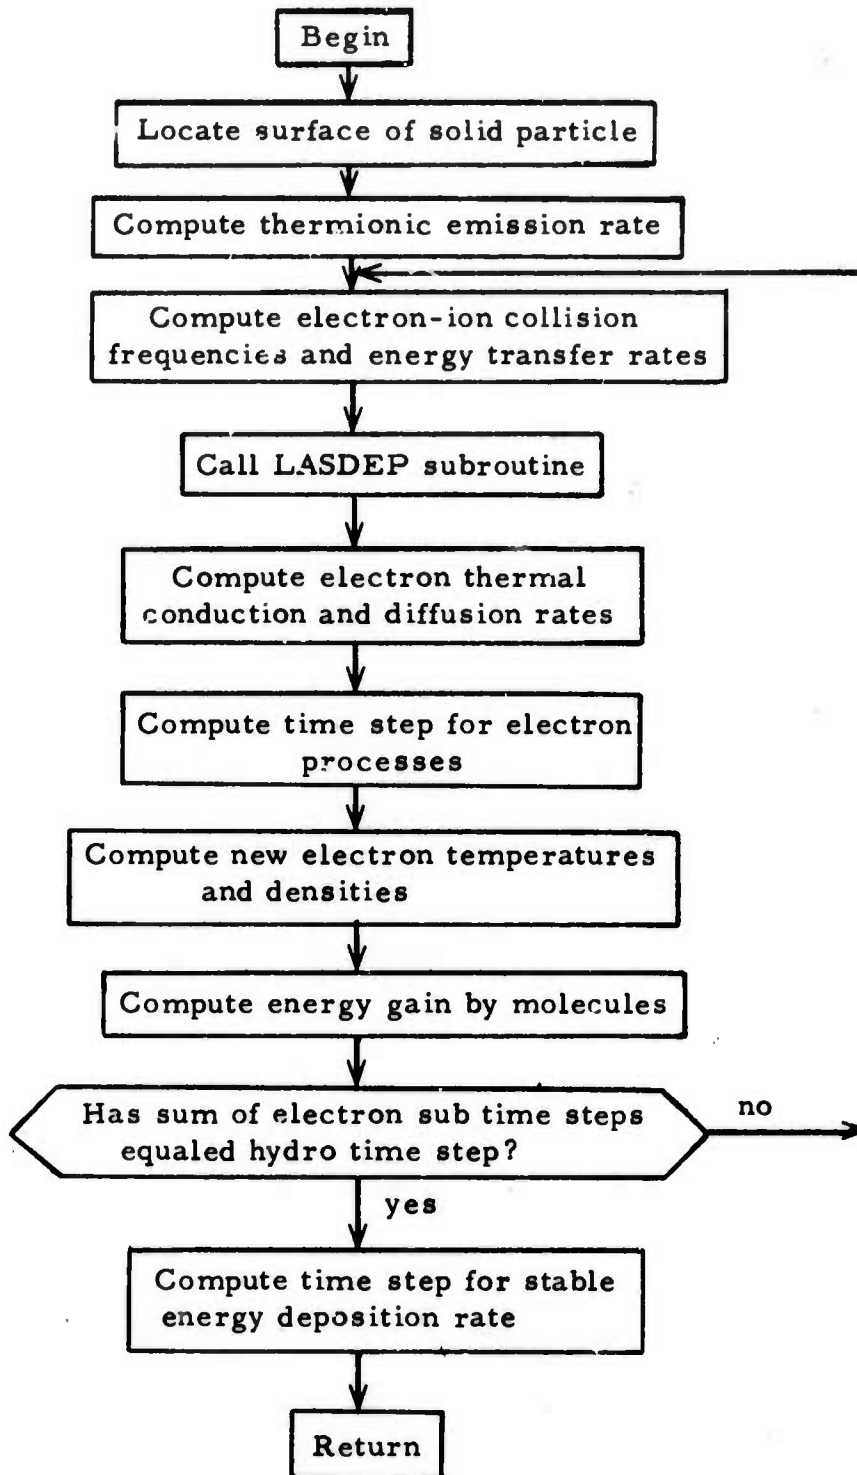 Begin
Locate surface of solid particle
Compute thermionic emission rate
Compute electron-ion collision
frequencies and energy transfer rates
Call LASDEP subroutine
Compute electron thermal
conduction and diffusion rates
Compute time step for electron
processes
Compute new electron temperatures
and densities
Compute energy gain by molecules
Has sum of electron sub time steps
equaled hydro time step?
no
yes
Compute time step for stable
energy deposition rate
Return